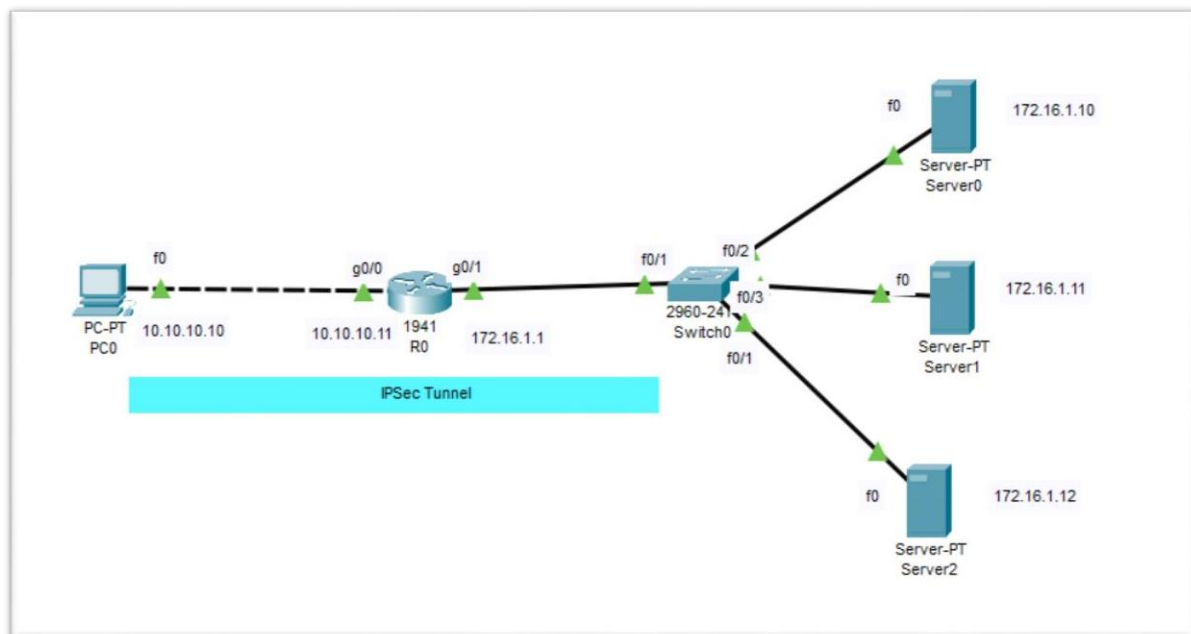 f0
172.16.1.10
Server-PT
Server0
f0
g0/0
g0/1
f0/1
f0/2
f0
172.16.1.11
PC-PT
PC0
10.10.10.10
10.10.10.11
1941
R0
172.16.1.1
2960-241
Switch0
f0/3
f0/1
Server-PT
Server1
IPSec Tunnel
f0
172.16.1.12
Server-PT
Server2